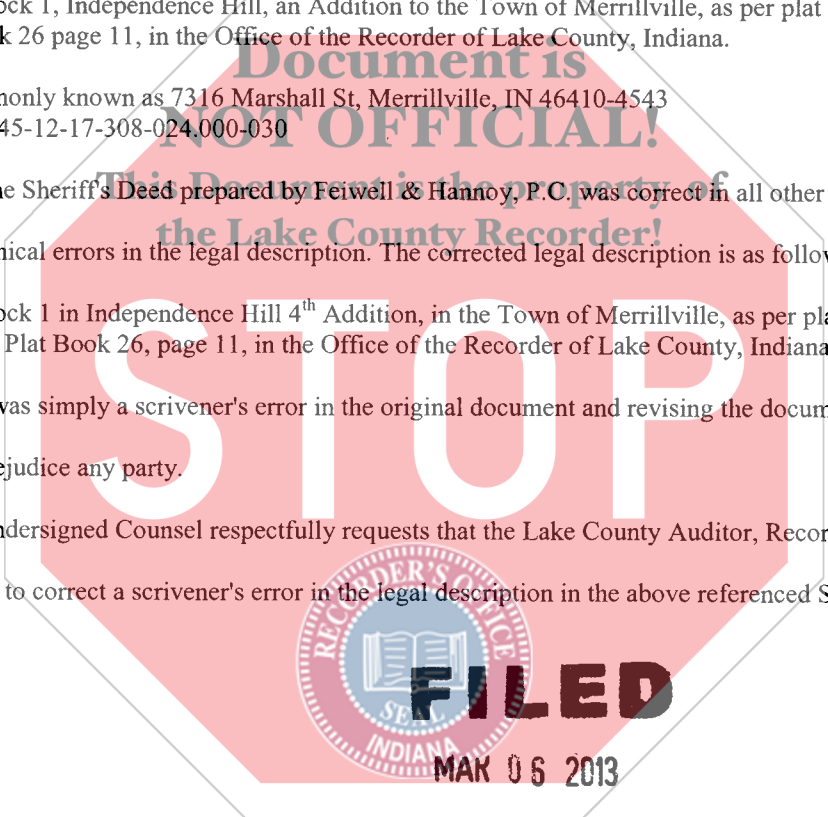 ock 1, Independence Hill, an Addition to the Town of Merrillville, as per plat
k 26 page 11, in the Office of the Recorder of Lake County, Indiana.
Document is
monly known as 7316 Marshall St, Merrillville, IN 46410-4543
NOT OFFICIAL!
45-12-17-308-024.000-030
This Document is the property of
e Sheriff's Deed prepared by Feiwell & Hannoy, P.C. was correct in all other
the Lake County Recorder!
nical errors in the legal description. The corrected legal description is as follow
STOP
ock 1 in Independence Hill 4th Addition, in the Town of Merrillville, as per pla
Plat Book 26, page 11, in the Office of the Recorder of Lake County, Indiana
was simply a scrivener's error in the original document and revising the docum
ejudice any party.
ndersigned Counsel respectfully requests that the Lake County Auditor, Recor
to correct a scrivener's error in the legal description in the above referenced S
RECORDER'S OFFICE
SEAL
INDIANA
FILED
MAR 06 2013